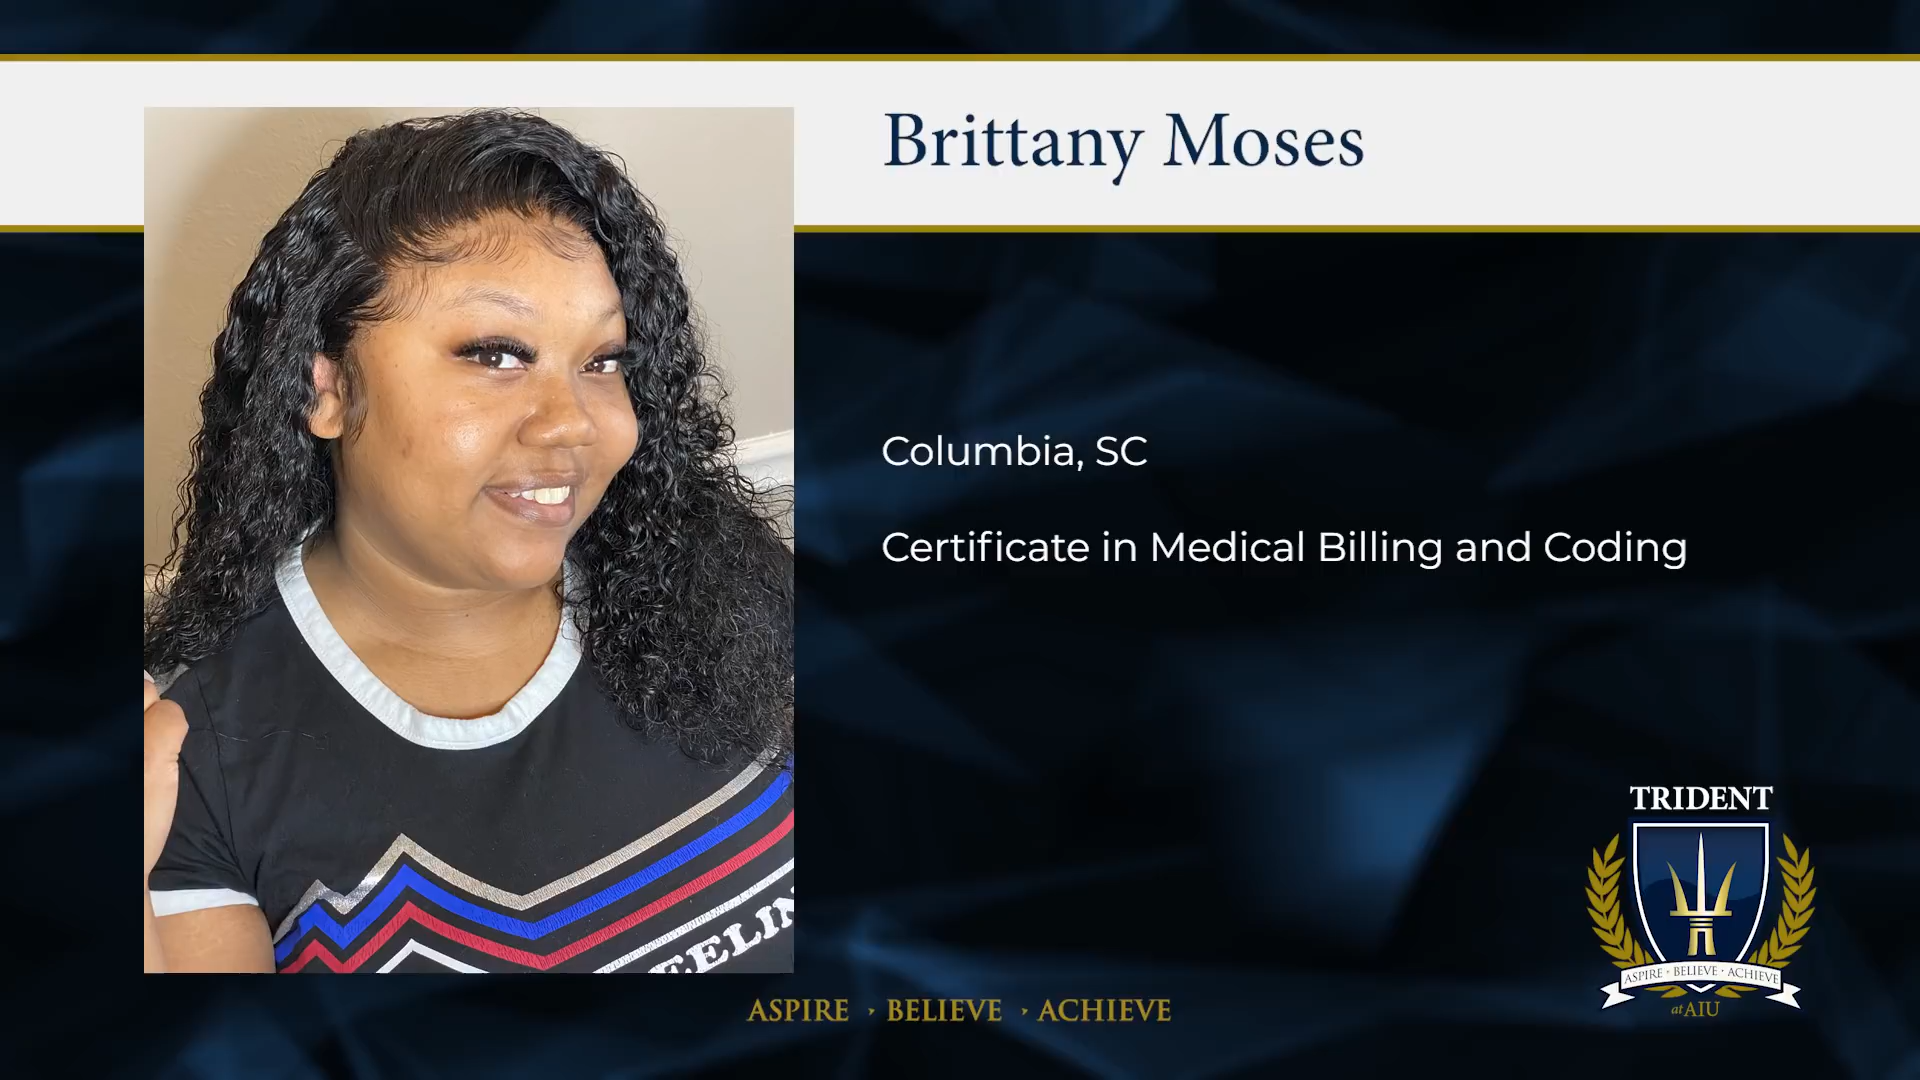 Brittany Moses
Columbia, SC
Certificate in Medical Billing and Coding
TRIDENT
ASPIRE · BELIEVE · ACHIEVE
at AIU
EELIN
ASPIRE · BELIEVE · ACHIEVE